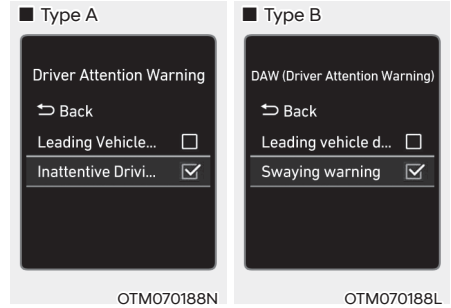 ■ Type A
Driver Attention Warning
Back
Leading Vehicle...
Inattentive Drivi...
OTM070188N
■ Type B
DAW (Driver Attention Warning)
Back
Leading vehicle d...
Swaying warning
OTM070188L